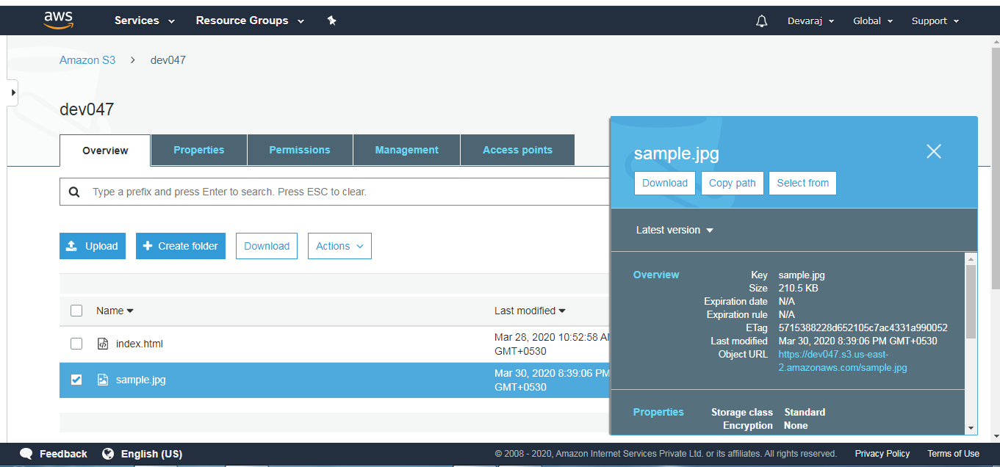 aws Services Resource Groups Devaraj Global Support
Amazon S3 > dev047
dev047
Overview Properties Permissions Management Access points
Type a prefix and press Enter to search. Press ESC to clear.
Upload Create folder Download Actions
Name Last modified
index.html Mar 28, 2020 10:52:58 AM
GMT+0530
sample.jpg Mar 30, 2020 8:39:06 PM
GMT+0530
sample.jpg
Download Copy path Select from
Latest version
Overview Key sample.jpg
Size 210.5 KB
Expiration date N/A
Expiration rule N/A
ETag 5715388228d652105c7ac4331a990052
Last modified Mar 30, 2020 8:39:06 PM GMT+0530
Object URL https://dev047.s3.us-east-
2.amazonaws.com/sample.jpg
Properties Storage class Standard
Encryption None
Feedback English (US) © 2008 - 2020, Amazon Internet Services Private Ltd. or its affiliates. All rights reserved. Privacy Policy Terms of Use